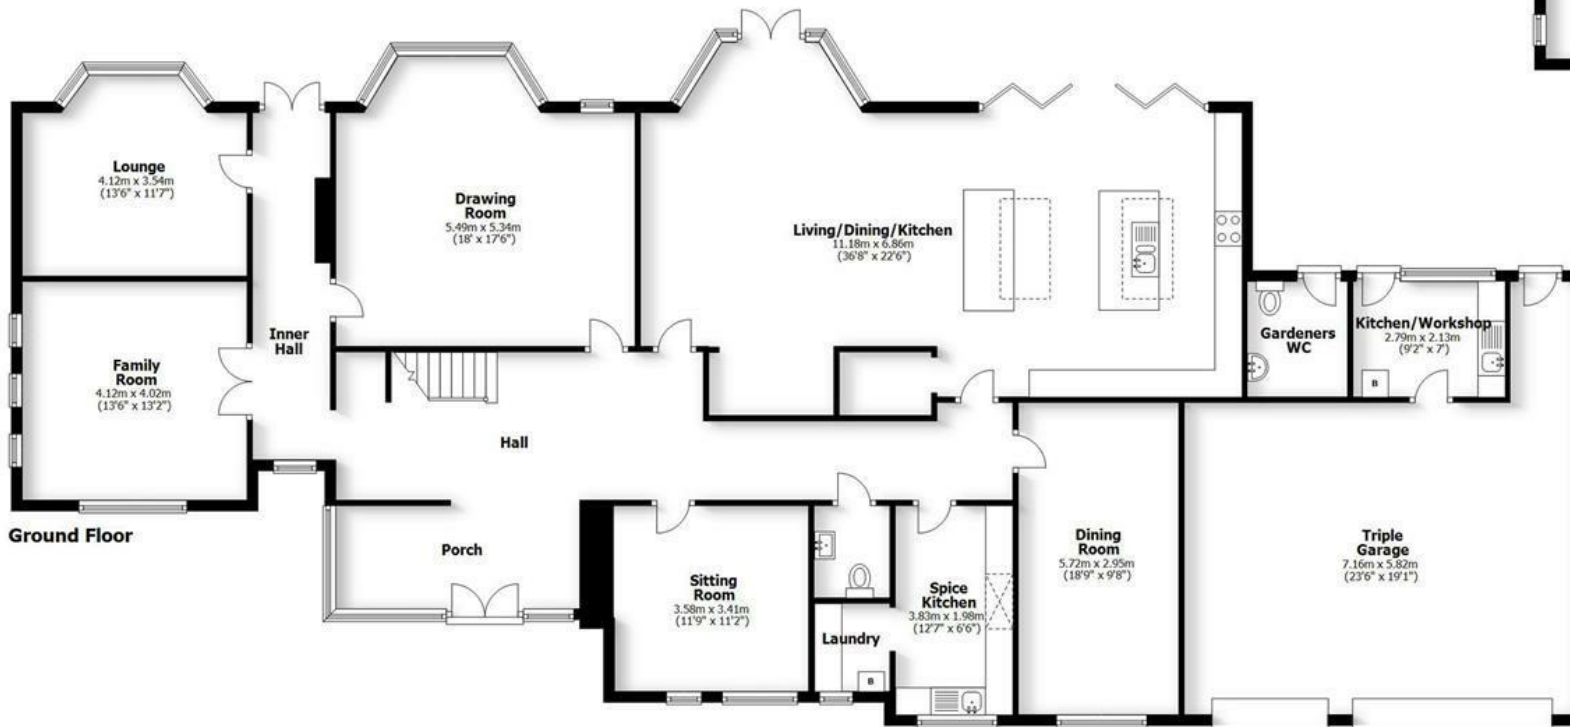 Lounge
4.12m x 3.54m
(13'6" x 11'7")
Drawing
Room
5.49m x 5.34m
(18' x 17'6")
Living/Dining/Kitchen
11.18m x 6.86m
(36'8" x 22'6")
Gardeners
WC
Kitchen/Workshop
2.79m x 2.13m
(9'2" x 7')
B
Inner
Hall
Family
Room
4.12m x 4.02m
(13'6" x 13'2")
Hall
Ground Floor
Porch
Sitting
Room
3.58m x 3.41m
(11'9" x 11'2")
Laundry
B
Spice
Kitchen
3.83m x 1.98m
(12'7" x 6'6")
Dining
Room
5.72m x 2.95m
(18'9" x 9'8")
Triple
Garage
7.16m x 5.82m
(23'6" x 19'1")